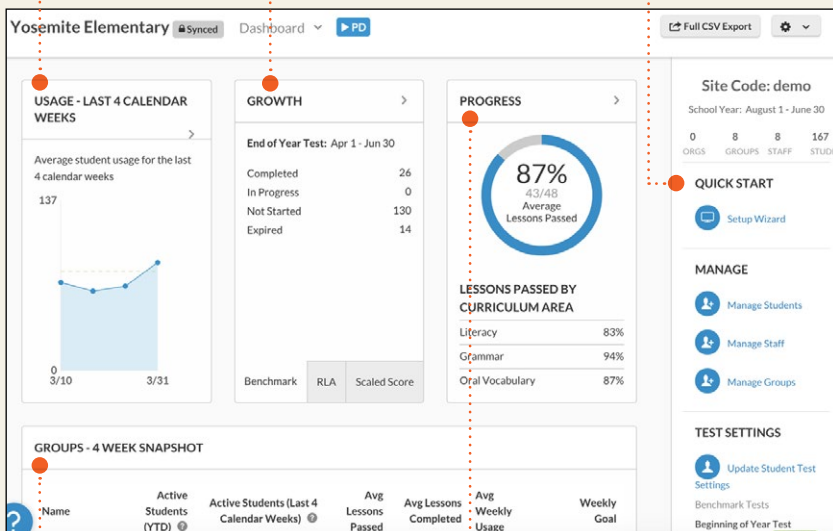 Yosemite Elementary Synced Dashboard PD Full CSV Export
USAGE - LAST 4 CALENDAR
WEEKS
Average student usage for the last
4 calendar weeks
137
0
3/10 3/31
GROWTH
End of Year Test: Apr 1 - Jun 30
Completed 26
In Progress 0
Not Started 130
Expired 14
Benchmark RLA Scaled Score
PROGRESS
87%
43/48
Average
Lessons Passed
LESSONS PASSED BY
CURRICULUM AREA
Literacy 83%
Grammar 94%
Oral Vocabulary 87%
Site Code: demo
School Year: August 1 - June 30
0 8 8 167
ORGS GROUPS STAFF STUDE
QUICK START
Setup Wizard
MANAGE
Manage Students
Manage Staff
Manage Groups
TEST SETTINGS
Update Student Test
Settings
Benchmark Tests
Beginning of Year Test
GROUPS - 4 WEEK SNAPSHOT
Name
Active
Students
(YTD) ?
Active Students (Last 4
Calendar Weeks) ?
Avg
Lessons
Passed
Avg Lessons
Completed
Avg
Weekly
Usage
Weekly
Goal
?